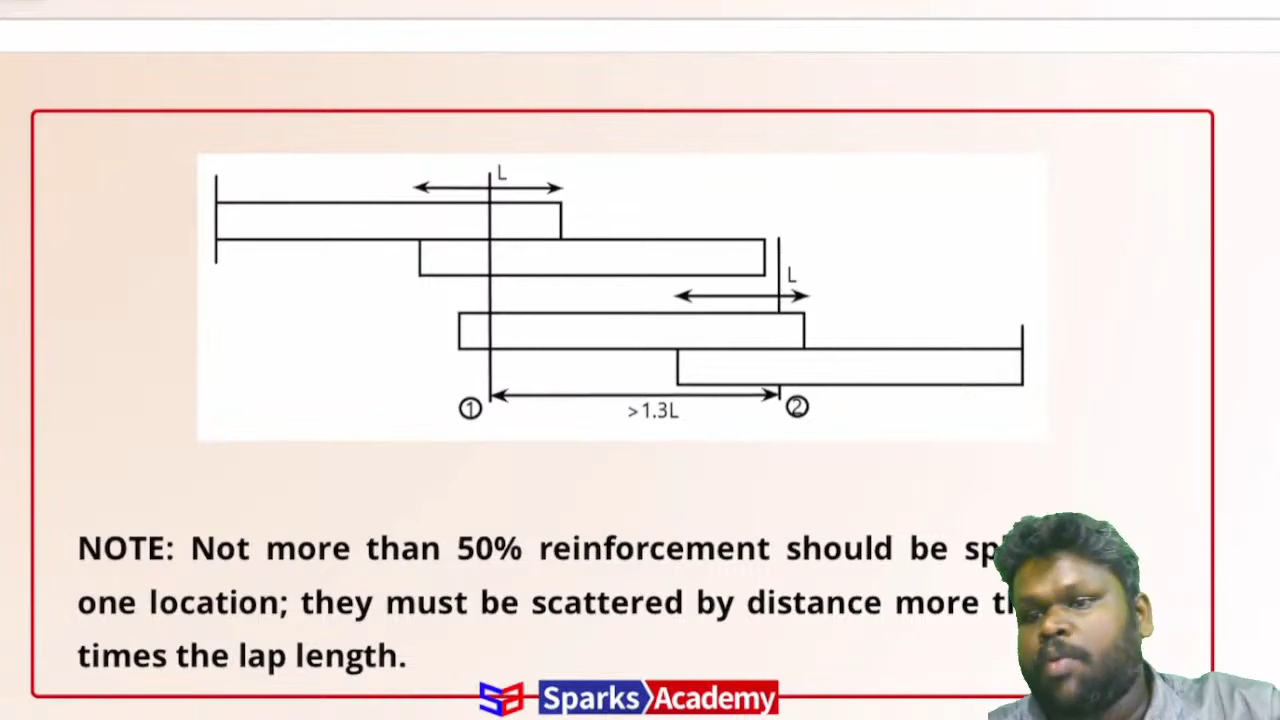 L
L
① >1.3L ②
NOTE: Not more than 50% reinforcement should be
one location; they must be scattered by distance more
times the lap length.
Sparks Academy